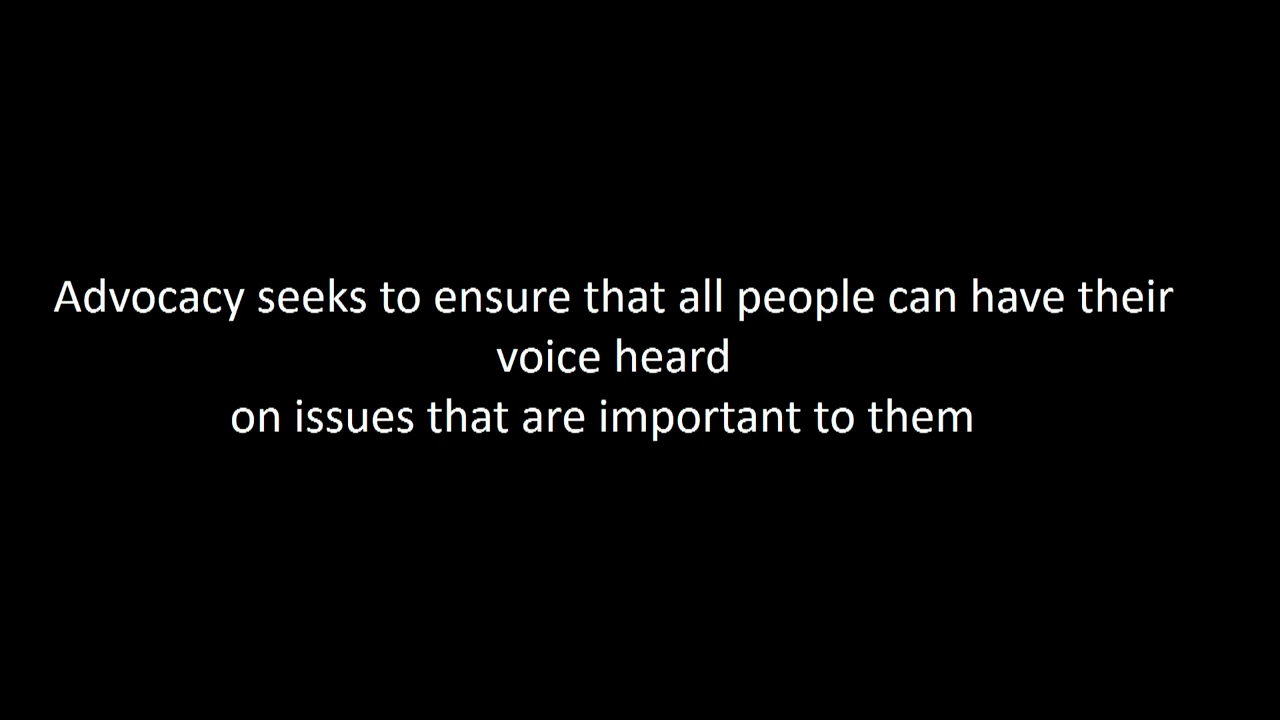 Advocacy seeks to ensure that all people can have their
voice heard
on issues that are important to them